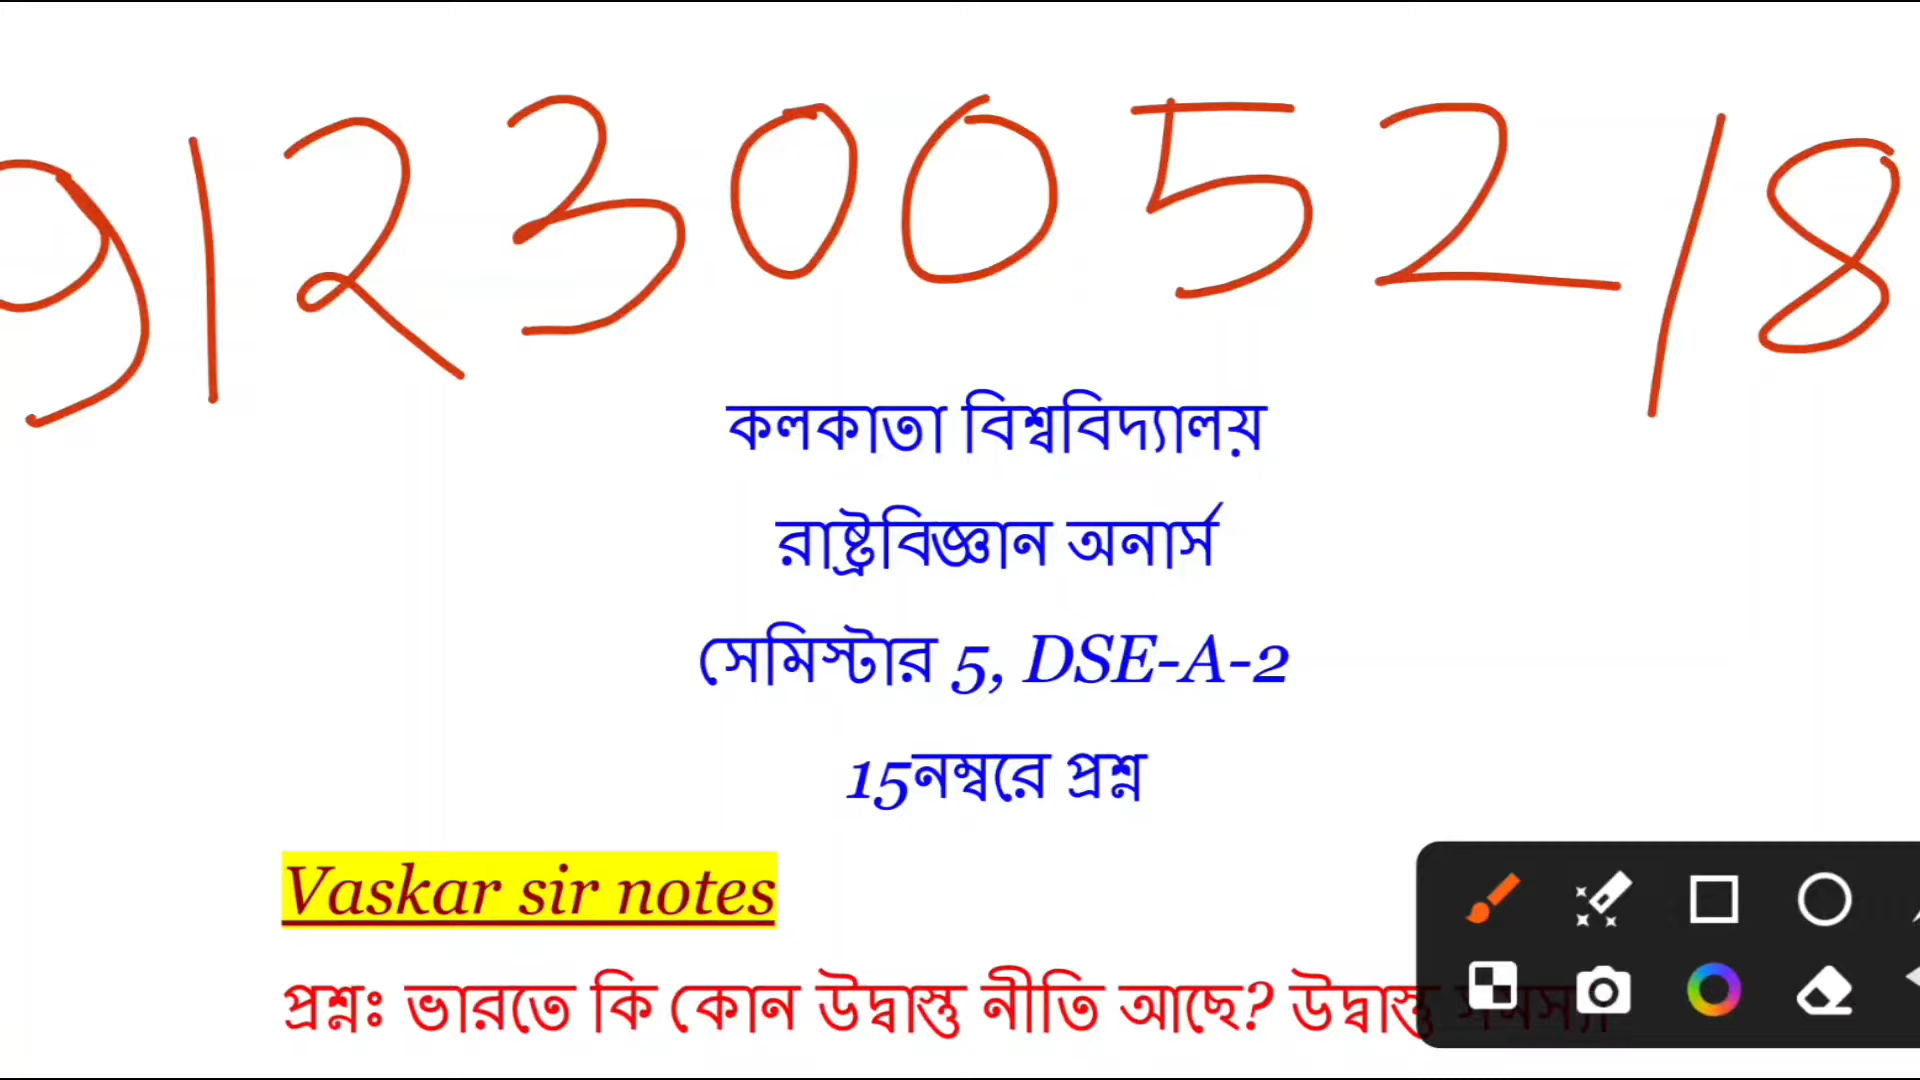 9123005218
কলকাতা বিশ্ববিদ্যালয়
রাষ্ট্রবিজ্ঞান অনার্স
সেমিস্টার 5, DSE-A-2
15নম্বরে প্রশ্ন
Vaskar sir notes
প্রশ্নঃ ভারতে কি কোন উদ্বাস্তু নীতি আছে? উদ্বাস্তু সমস্যা